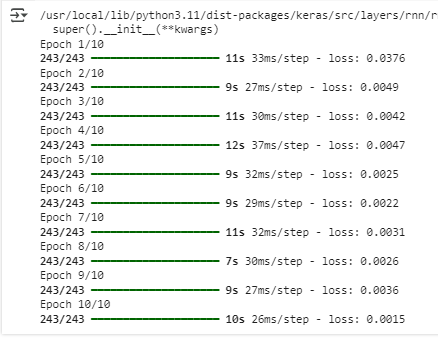 /usr/local/lib/python3.11/dist-packages/keras/src/layers/rnn/r
super().__init__(**kwargs)
Epoch 1/10
243/243 11s 33ms/step - loss: 0.0376
Epoch 2/10
243/243 9s 27ms/step - loss: 0.0049
Epoch 3/10
243/243 11s 30ms/step - loss: 0.0042
Epoch 4/10
243/243 12s 37ms/step - loss: 0.0047
Epoch 5/10
243/243 9s 32ms/step - loss: 0.0025
Epoch 6/10
243/243 9s 29ms/step - loss: 0.0022
Epoch 7/10
243/243 11s 32ms/step - loss: 0.0031
Epoch 8/10
243/243 7s 30ms/step - loss: 0.0026
Epoch 9/10
243/243 9s 27ms/step - loss: 0.0036
Epoch 10/10
243/243 10s 26ms/step - loss: 0.0015